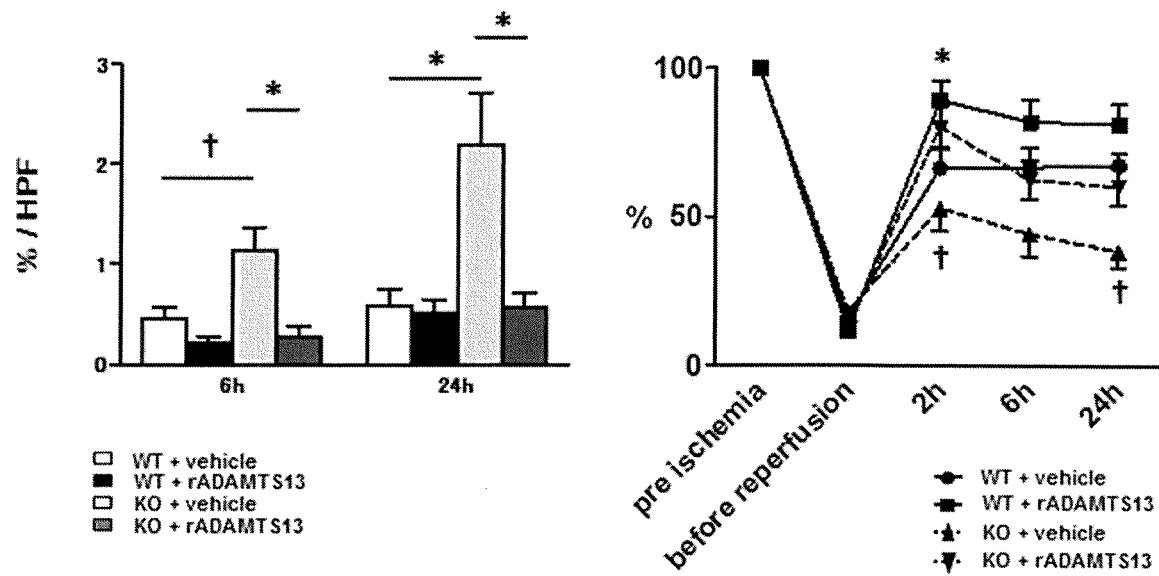 % / HPF
3
2
1
0
†
*
*
*
6h
24h
WT + vehicle
WT + rADAMTS13
KO + vehicle
KO + rADAMTS13
%
100
50
0
*
†
†
pre ischemia
before reperfusion
2h
6h
24h
WT + vehicle
WT + rADAMTS13
KO + vehicle
KO + rADAMTS13